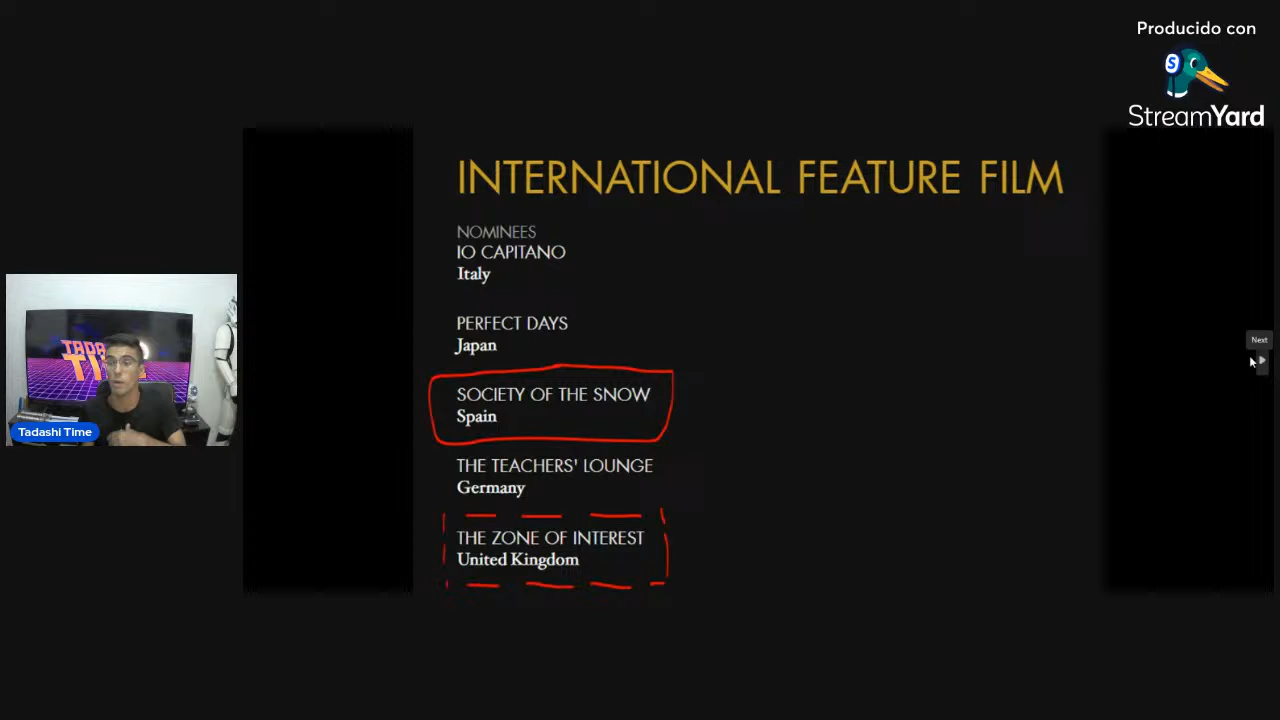 Producido con
S
StreamYard
INTERNATIONAL FEATURE FILM
NOMINEES
IO CAPITANO
Italy
PERFECT DAYS
Japan
SOCIETY OF THE SNOW
Spain
THE TEACHERS' LOUNGE
Germany
THE ZONE OF INTEREST
United Kingdom
Next
Tadashi Time